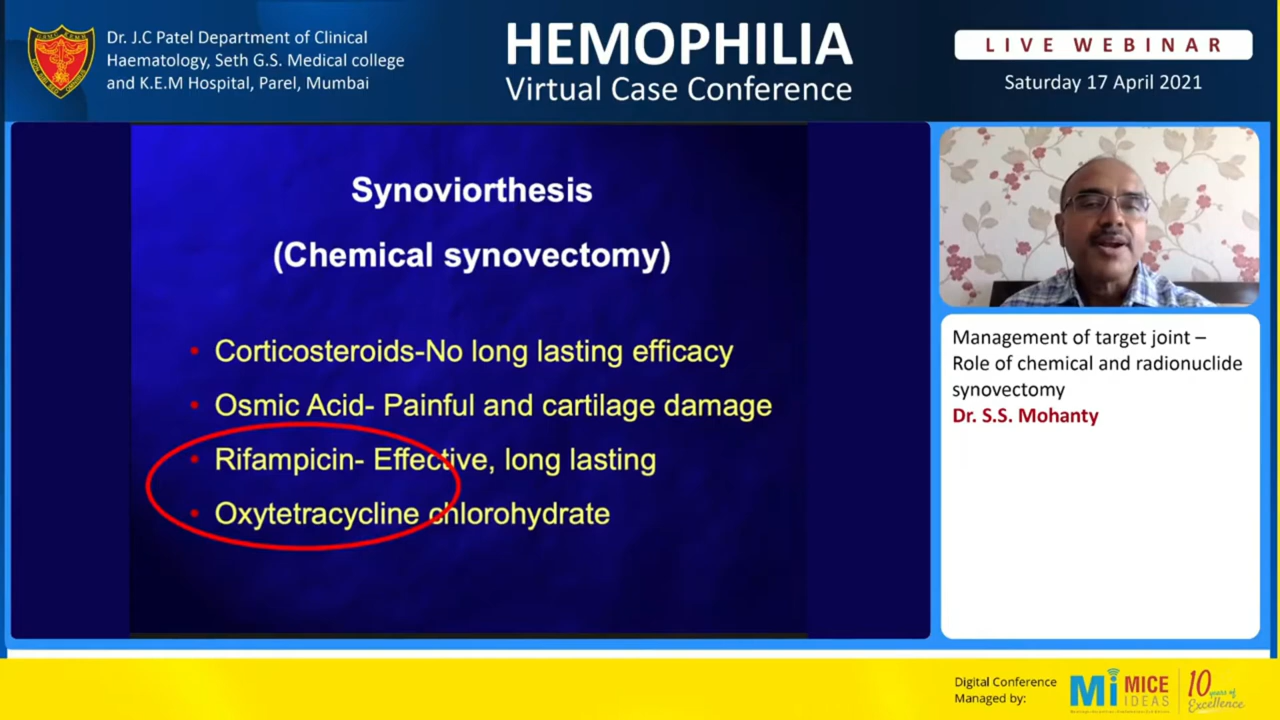 Dr. J.C Patel Department of Clinical
Haematology, Seth G.S. Medical college
and K.E.M Hospital, Parel, Mumbai
HEMOPHILIA
Virtual Case Conference
LIVE WEBINAR
Saturday 17 April 2021
Synoviorthesis
(Chemical synovectomy)
• Corticosteroids-No long lasting efficacy
• Osmic Acid- Painful and cartilage damage
• Rifampicin- Effective, long lasting
• Oxytetracycline chlorohydrate
Management of target joint –
Role of chemical and radionuclide
synovectomy
Dr. S.S. Mohanty
Digital Conference
Managed by:
Mi MICE
IDEAS
10 years of
Excellence